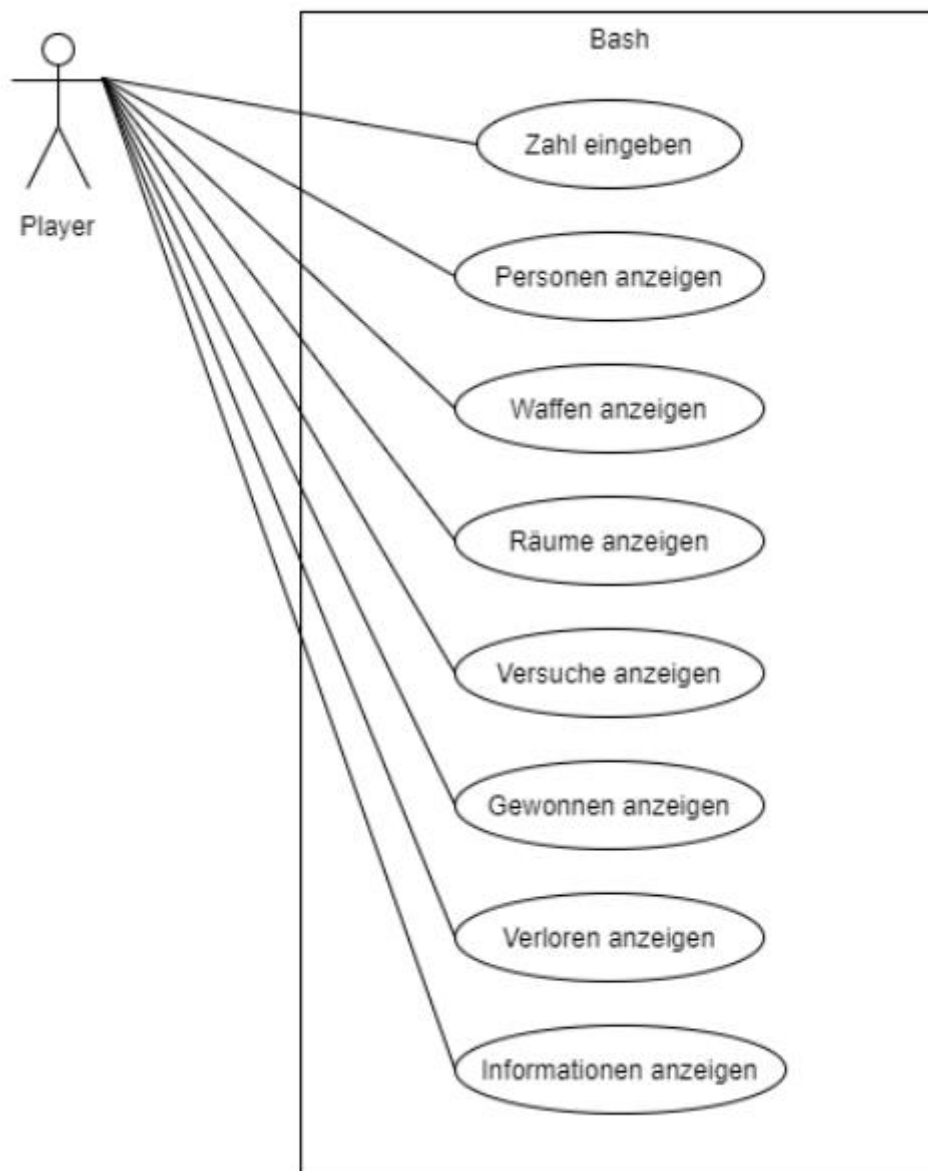 Bash
Player
Zahl eingeben
Personen anzeigen
Waffen anzeigen
Räume anzeigen
Versuche anzeigen
Gewonnen anzeigen
Verloren anzeigen
Informationen anzeigen